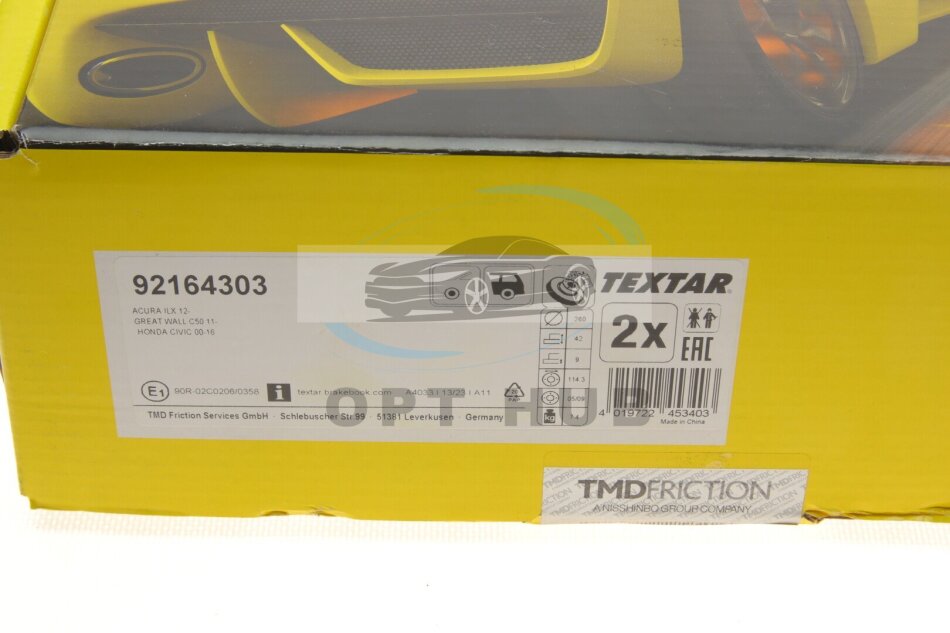 92164303
ACURA ILX 12-
GREAT WALL C50 11-
HONDA CIVIC 00-16
E1 90R-02C0206/0358 i textar.brakebook.com A4033 I 13/23 I A11
TMD Friction Services GmbH · Schlebuscher Str.99 · 51381 Leverkusen · Germany
PAP
260
42
9
114.3
05/09
kg
TEXTAR
2x
EAC
4 019722 453403
Made in China
OPT HUB
TMDFRICTION
A NISSHINBO GROUP COMPANY